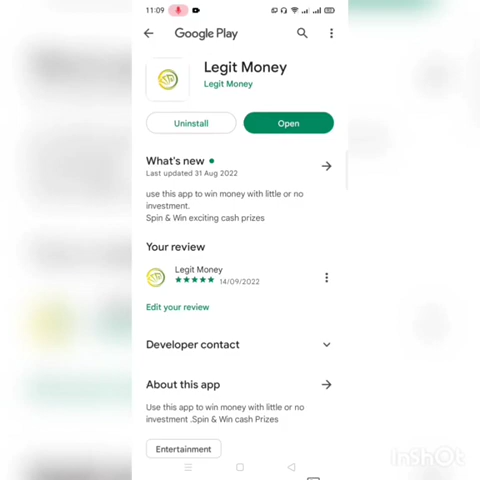 11:09
Google Play
Legit Money
Legit Money
Uninstall
Open
What's new
Last updated 31 Aug 2022
use this app to win money with little or no
investment.
Spin & Win exciting cash prizes
Your review
Legit Money
14/09/2022
Edit your review
Developer contact
About this app
Use this app to win money with little or no
investment .Spin & Win cash Prizes
Entertainment
InShOt